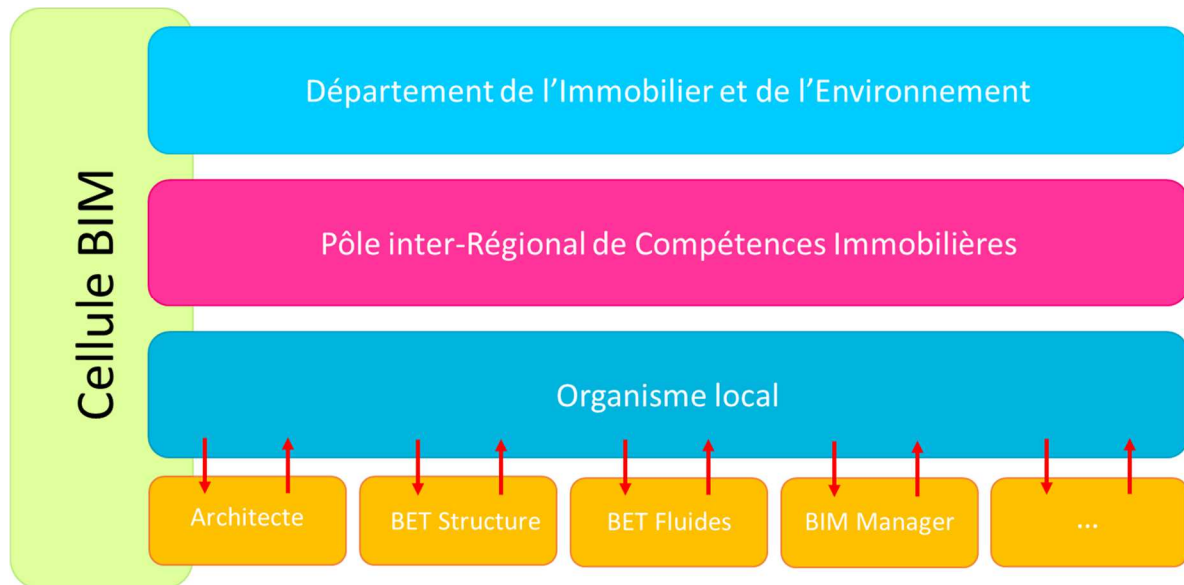 Cellule BIM
Département de l’Immobilier et de l’Environnement
Pôle inter-Régional de Compétences Immobilières
Organisme local
Architecte
BET Structure
BET Fluides
BIM Manager
...